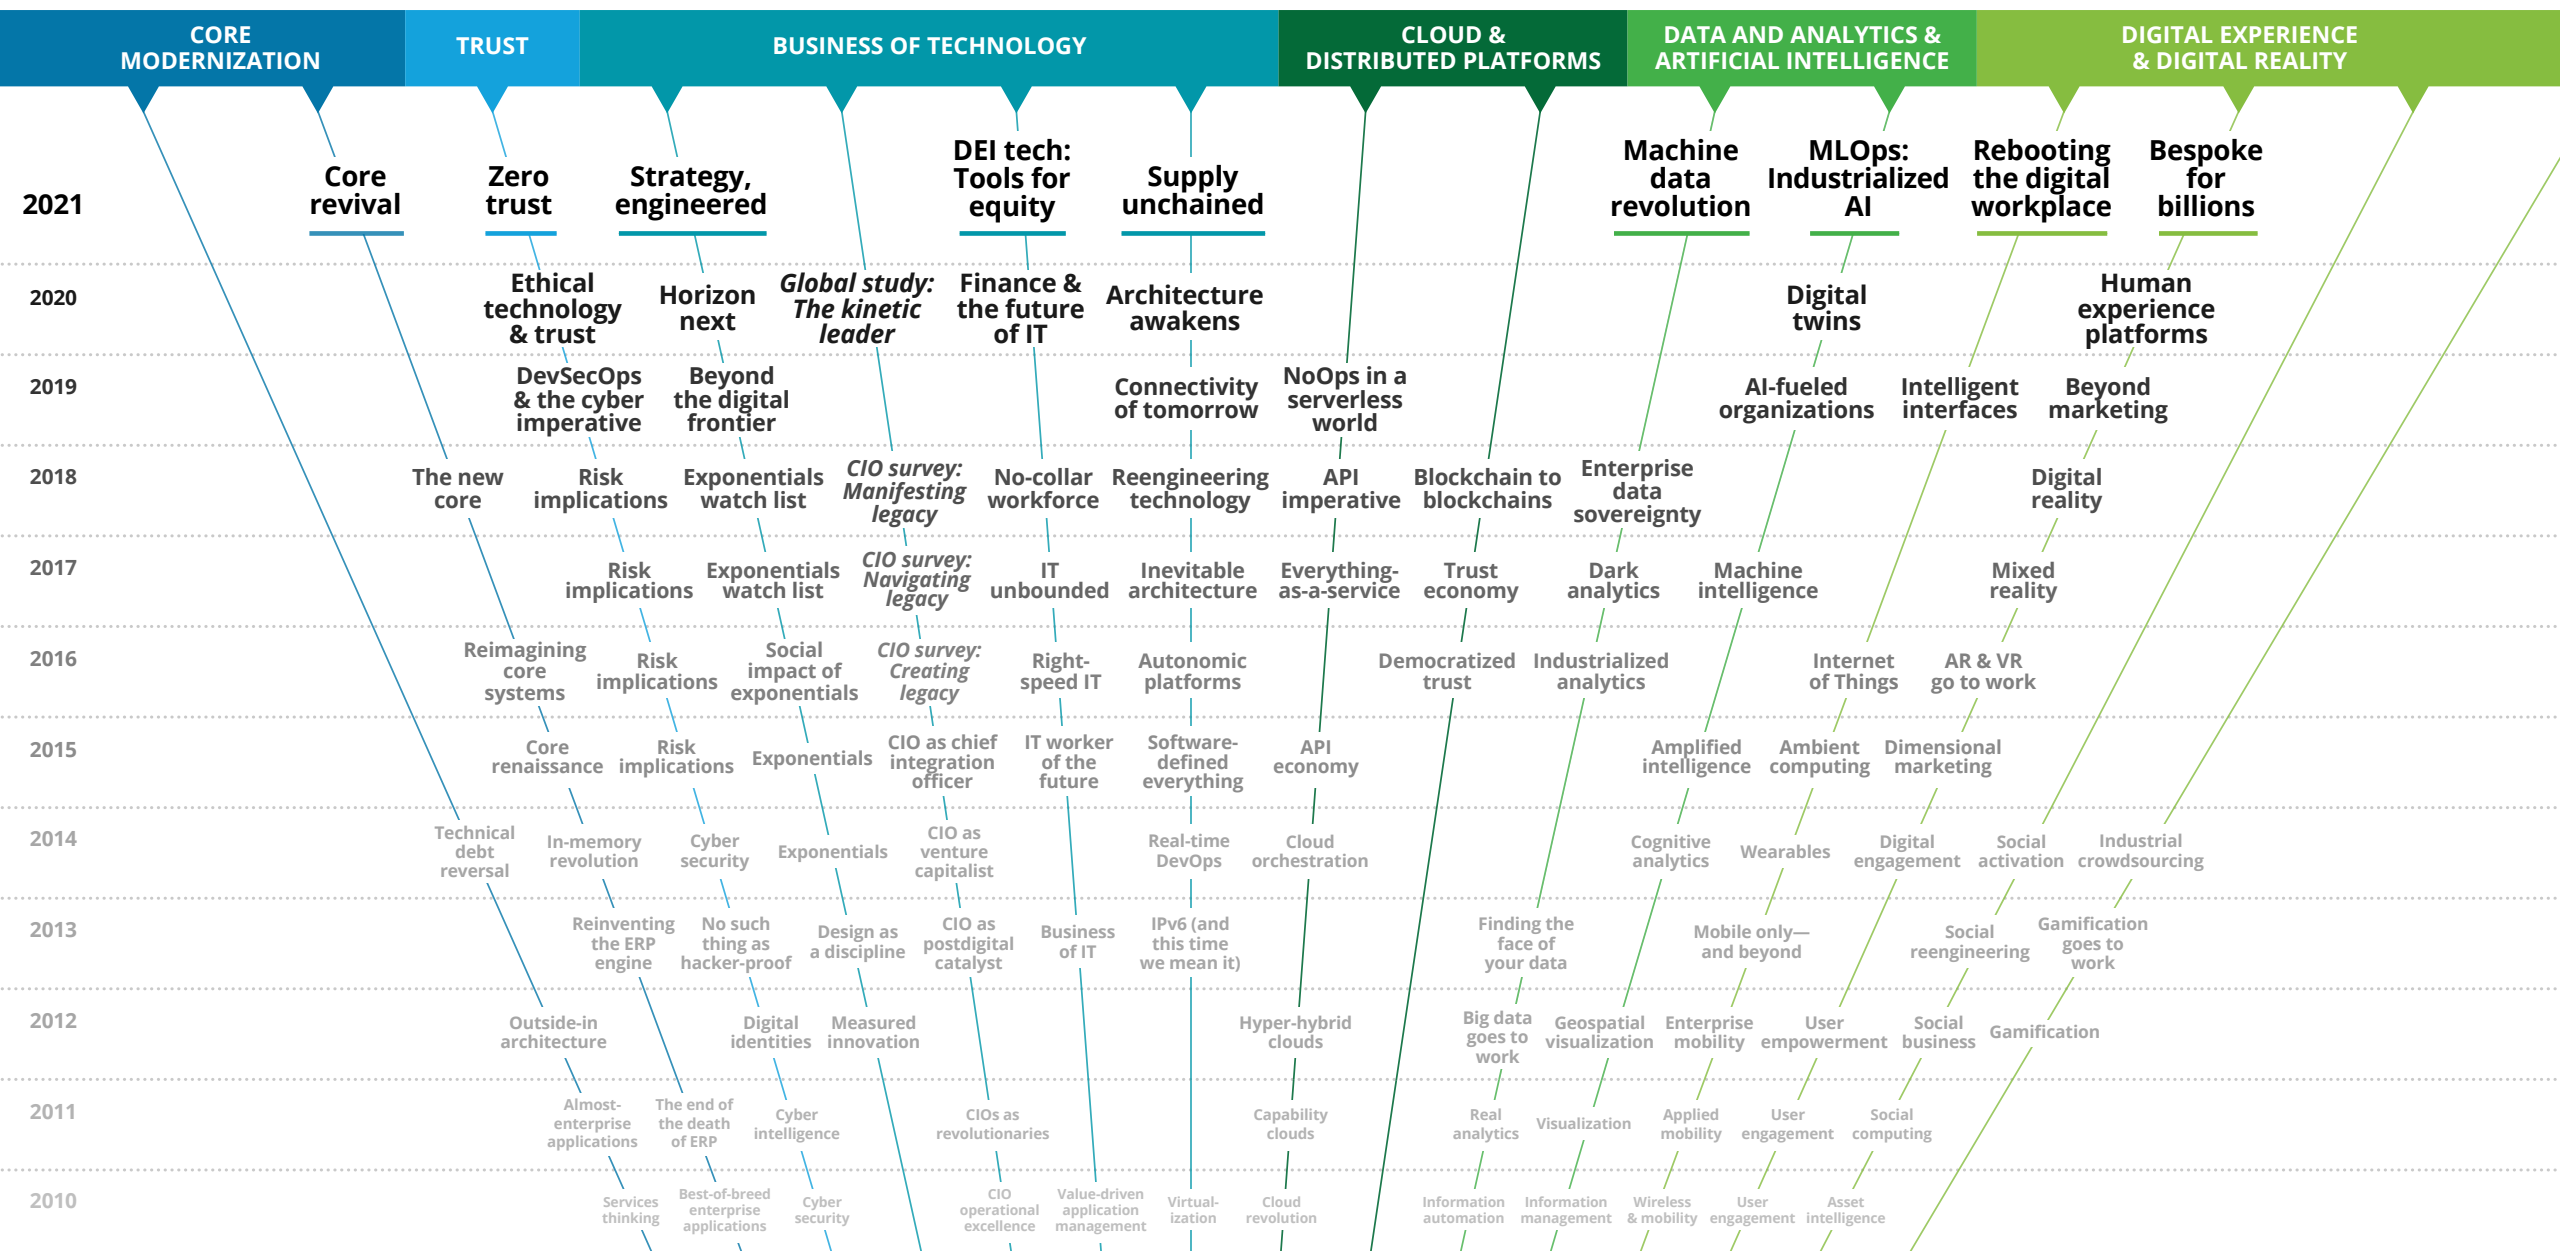 CORE
MODERNIZATION
TRUST
BUSINESS OF TECHNOLOGY
CLOUD &
DISTRIBUTED PLATFORMS
DATA AND ANALYTICS &
ARTIFICIAL INTELLIGENCE
DIGITAL EXPERIENCE
& DIGITAL REALITY
2021
Core
revival
Zero
trust
Strategy,
engineered
DEI tech:
Tools for
equity
Supply
unchained
Machine
data
revolution
MLOps:
Industrialized
AI
Rebooting
the digital
workplace
Bespoke
for
billions
2020
Ethical
technology
& trust
Horizon
next
Global study:
The kinetic
leader
Finance &
the future
of IT
Architecture
awakens
Digital
twins
Human
experience
platforms
2019
DevSecOps
& the cyber
imperative
Beyond
the digital
frontier
Connectivity
of tomorrow
NoOps in a
serverless
world
AI-fueled
organizations
Intelligent
interfaces
Beyond
marketing
2018
The new
core
Risk
implications
Exponentials
watch list
CIO survey:
Manifesting
legacy
No-collar
workforce
Reengineering
technology
API
imperative
Blockchain to
blockchains
Enterprise
data
sovereignty
Digital
reality
2017
Risk
implications
Exponentials
watch list
CIO survey:
Navigating
legacy
IT
unbounded
Inevitable
architecture
Everything-
as-a-service
Trust
economy
Dark
analytics
Machine
intelligence
Mixed
reality
2016
Reimagining
core
systems
Risk
implications
Social
impact of
exponentials
CIO survey:
Creating
legacy
Right-
speed IT
Autonomic
platforms
Democratized
trust
Industrialized
analytics
Internet
of Things
AR & VR
go to work
2015
Core
renaissance
Risk
implications
Exponentials
CIO as chief
integration
officer
IT worker
of the
future
Software-
defined
everything
API
economy
Amplified
intelligence
Ambient
computing
Dimensional
marketing
2014
Technical
debt
reversal
In-memory
revolution
Cyber
security
Exponentials
CIO as
venture
capitalist
Real-time
DevOps
Cloud
orchestration
Cognitive
analytics
Wearables
Digital
engagement
Social
activation
Industrial
crowdsourcing
2013
Reinventing
the ERP
engine
No such
thing as
hacker-proof
Design as
a discipline
CIO as
postdigital
catalyst
Business
of IT
IPv6 (and
this time
we mean it)
Finding the
face of
your data
Mobile only—
and beyond
Social
reengineering
Gamification
goes to
work
2012
Outside-in
architecture
Digital
identities
Measured
innovation
Hyper-hybrid
clouds
Big data
goes to
work
Geospatial
visualization
Enterprise
mobility
User
empowerment
Social
business
Gamification
2011
Almost-
enterprise
applications
The end of
the death
of ERP
Cyber
intelligence
CIOs as
revolutionaries
Capability
clouds
Real
analytics
Visualization
Applied
mobility
User
engagement
Social
computing
2010
Services
thinking
Best-of-breed
enterprise
applications
Cyber
security
CIO
operational
excellence
Value-driven
application
management
Virtual-
ization
Cloud
revolution
Information
automation
Information
management
Wireless
& mobility
User
engagement
Asset
intelligence